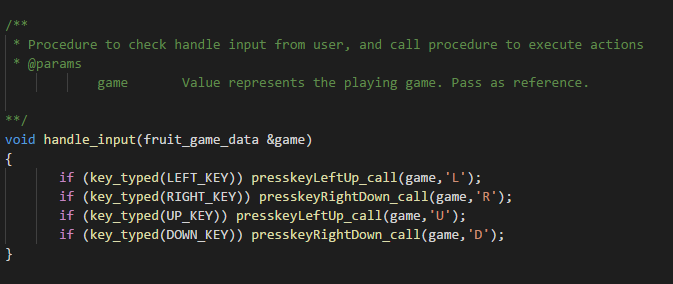 /**
* Procedure to check handle input from user, and call procedure to execute actions
* @params
game Value represents the playing game. Pass as reference.
**/
void handle_input(fruit_game_data &game)
{
if (key_typed(LEFT_KEY)) presskeyLeftUp_call(game,'L');
if (key_typed(RIGHT_KEY)) presskeyRightDown_call(game,'R');
if (key_typed(UP_KEY)) presskeyLeftUp_call(game,'U');
if (key_typed(DOWN_KEY)) presskeyRightDown_call(game,'D');
}